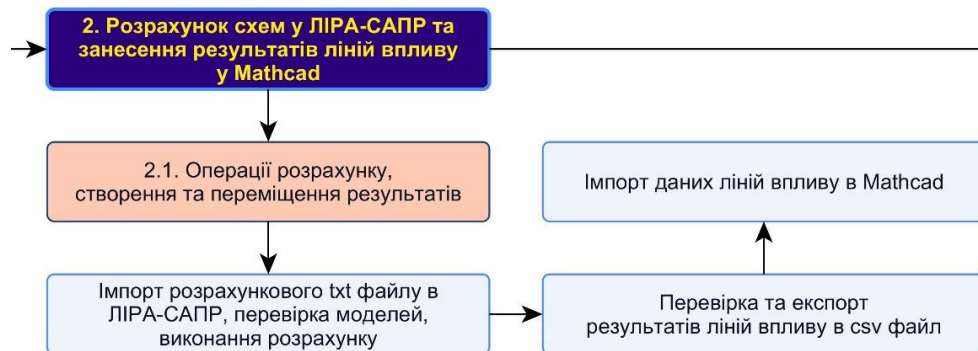 2. Розрахунок схем у ЛІРА-САПР та
занесення результатів ліній впливу
у Mathcad
2.1. Операції розрахунку,
створення та переміщення результатів
Імпорт даних ліній впливу в Mathcad
Імпорт розрахункового txt файлу в
ЛІРА-САПР, перевірка моделей,
виконання розрахунку
Перевірка та експорт
результатів ліній впливу в csv файл